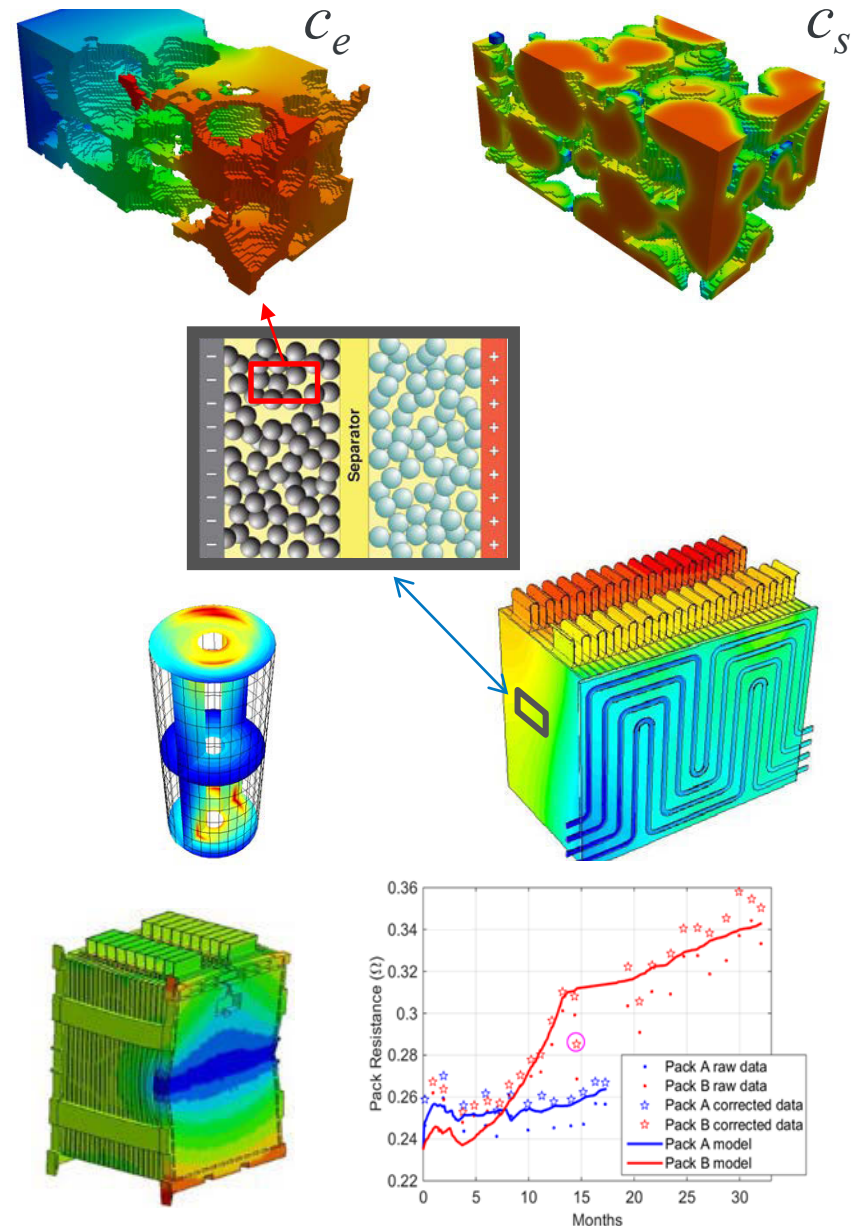 c_e
c_s
− +
− +
− +
− +
− +
− +
− +
− +
− +
− +
Separator
0.36
0.34
0.32
0.3
0.28
0.26
0.24
0.22
Pack Resistance (Ω)
0 5 10 15 20 25 30
Months
Pack A raw data
Pack B raw data
Pack A corrected data
Pack B corrected data
Pack A model
Pack B model